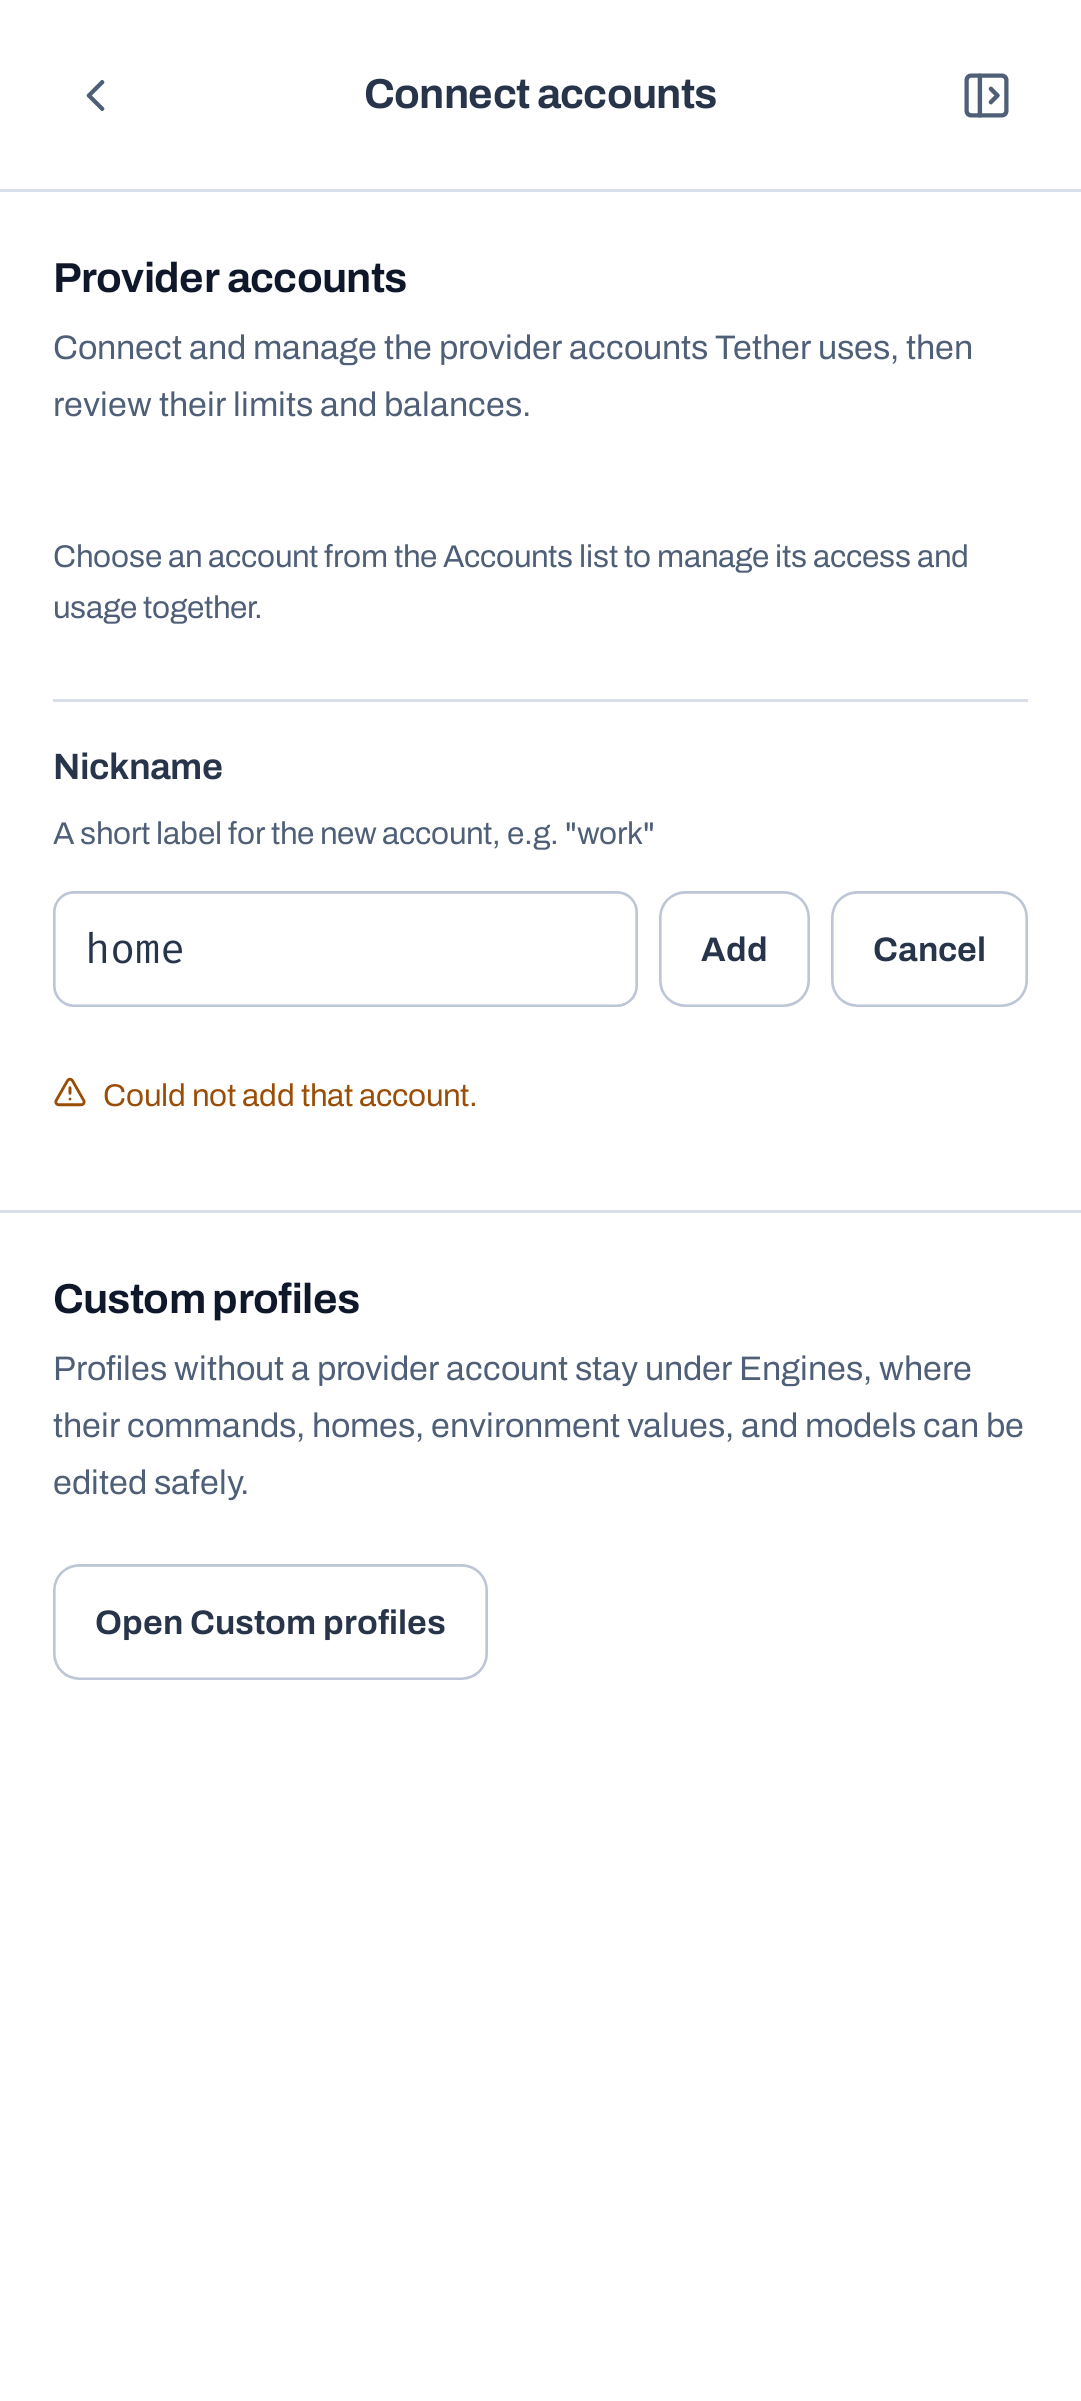 Connect accounts
Provider accounts
Connect and manage the provider accounts Tether uses, then
review their limits and balances.
Choose an account from the Accounts list to manage its access and
usage together.
Nickname
A short label for the new account, e.g. "work"
home
Add
Cancel
Could not add that account.
Custom profiles
Profiles without a provider account stay under Engines, where
their commands, homes, environment values, and models can be
edited safely.
Open Custom profiles